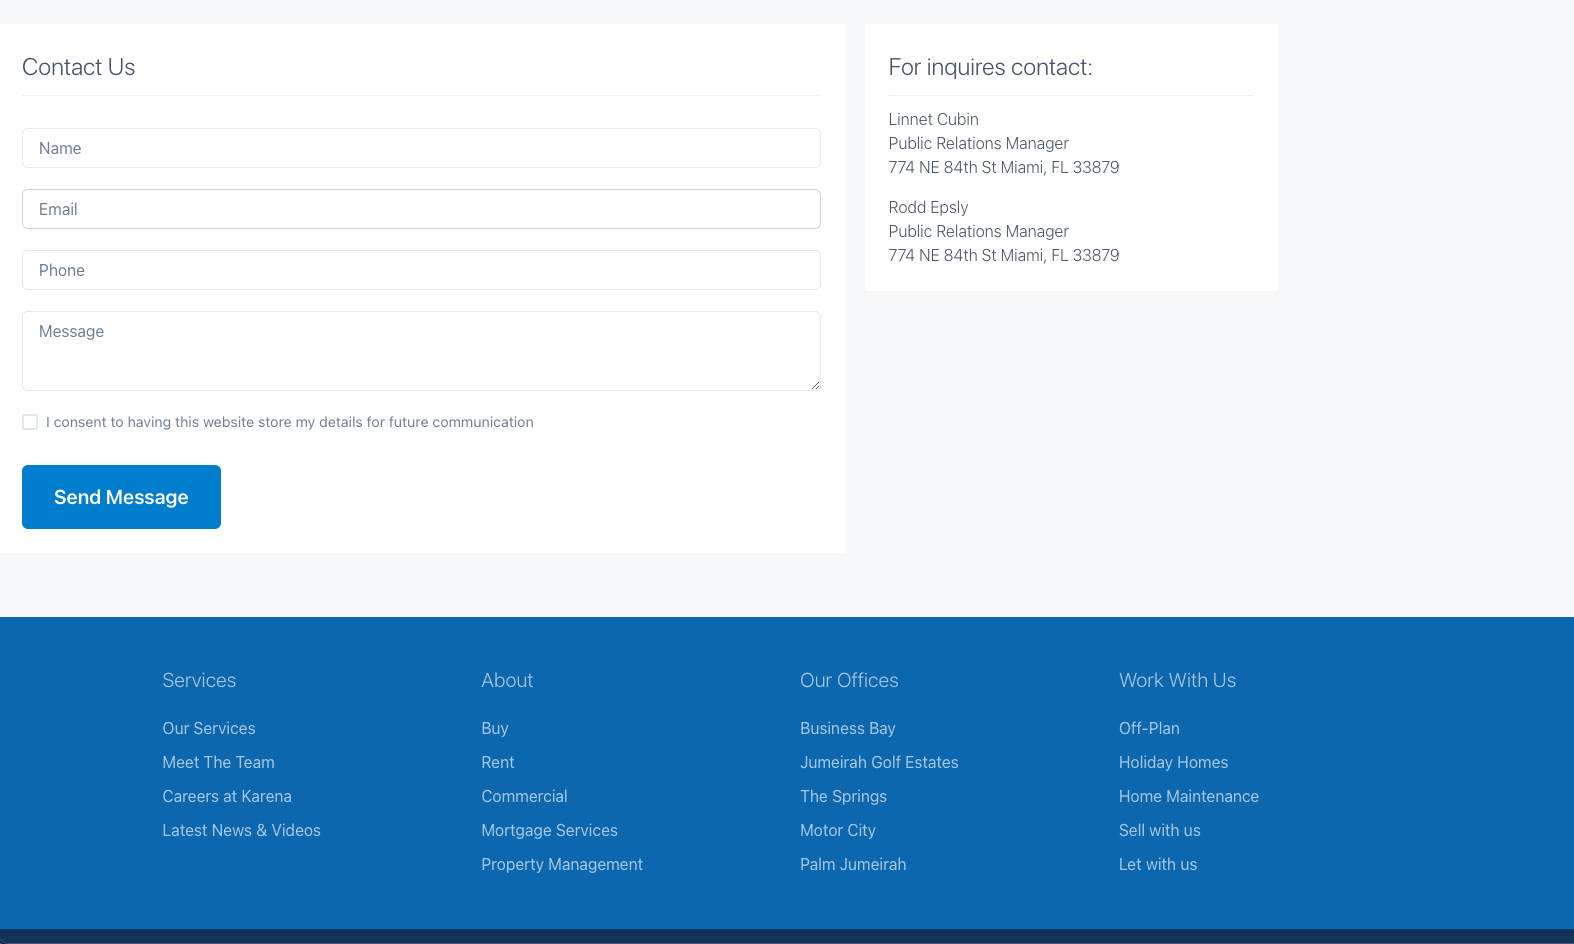 Contact Us
Name
Email
Phone
Message
I consent to having this website store my details for future communication
Send Message
For inquires contact:
Linnet Cubin
Public Relations Manager
774 NE 84th St Miami, FL 33879
Rodd Epsly
Public Relations Manager
774 NE 84th St Miami, FL 33879
Services
Our Services
Meet The Team
Careers at Karena
Latest News & Videos
About
Buy
Rent
Commercial
Mortgage Services
Property Management
Our Offices
Business Bay
Jumeirah Golf Estates
The Springs
Motor City
Palm Jumeirah
Work With Us
Off-Plan
Holiday Homes
Home Maintenance
Sell with us
Let with us